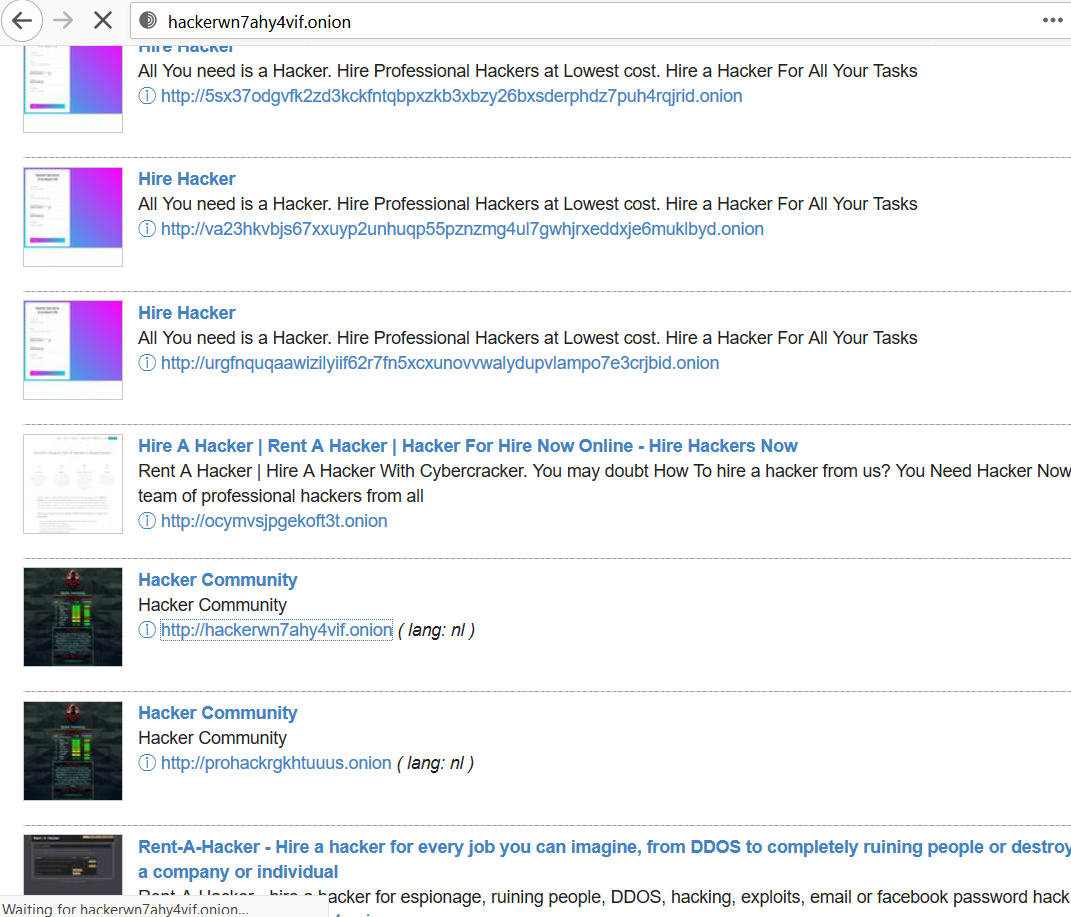 hackerwn7ahy4vif.onion
Hire Hacker
All You need is a Hacker. Hire Professional Hackers at Lowest cost. Hire a Hacker For All Your Tasks
http://5sx37odgvfk2zd3kckfntqbpxzkb3xbzy26bxsderphdz7puh4rqjrid.onion
Hire Hacker
All You need is a Hacker. Hire Professional Hackers at Lowest cost. Hire a Hacker For All Your Tasks
http://va23hkvbjs67xxuyp2unhuqp55pznzmg4ul7gwhjrxeddxje6muklbyd.onion
Hire Hacker
All You need is a Hacker. Hire Professional Hackers at Lowest cost. Hire a Hacker For All Your Tasks
http://urgfnquqaawizilyiif62r7fn5xcxunovvwalydupvlampo7e3crjbid.onion
Hire A Hacker | Rent A Hacker | Hacker For Hire Now Online - Hire Hackers Now
Rent A Hacker | Hire A Hacker With Cybercracker. You may doubt How To hire a hacker from us? You Need Hacker Now
team of professional hackers from all
http://ocymvsjpgekoft3t.onion
Hacker Community
Hacker Community
http://hackerwn7ahy4vif.onion ( lang: nl )
Hacker Community
Hacker Community
http://prohackrgkhtuuus.onion ( lang: nl )
Rent-A-Hacker - Hire a hacker for every job you can imagine, from DDOS to completely ruining people or destroy
a company or individual
Rent-A-Hacker - hire a hacker for espionage, ruining people, DDOS, hacking, exploits, email or facebook password hack
Waiting for hackerwn7ahy4vif.onion...